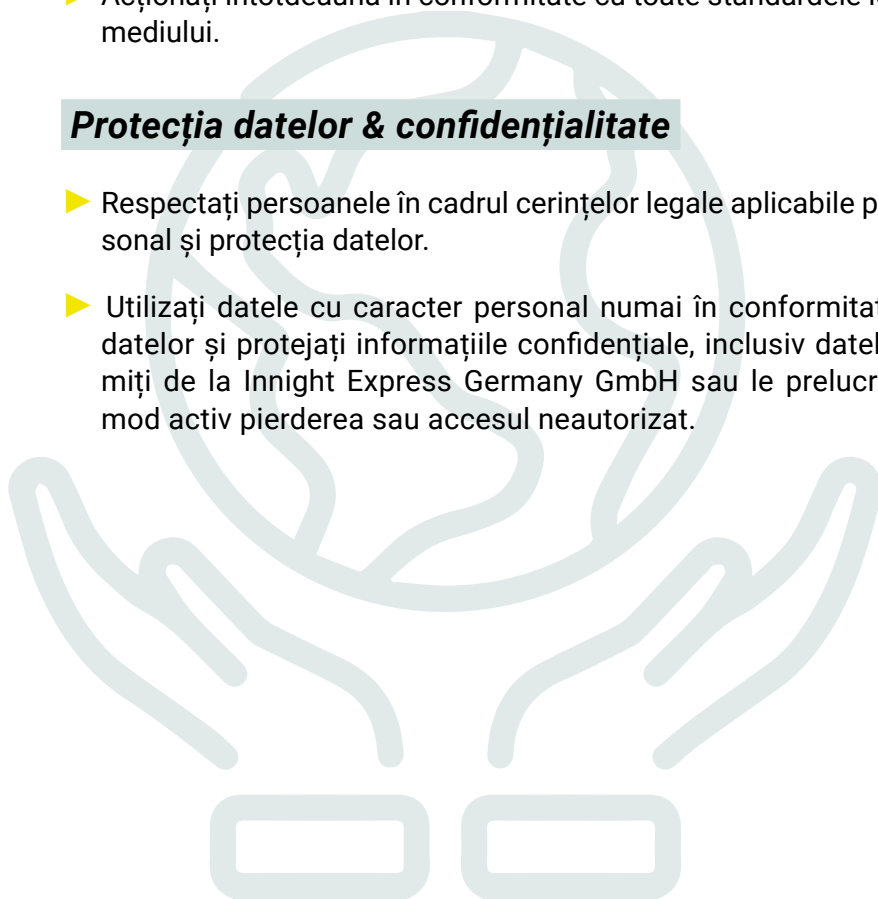 Acționați întotdeauna în conformitate cu toate standardele
mediului.
Protecția datelor & confidențialitate
► Respectați persoanele în cadrul cerințelor legale aplicabile p
sonal și protecția datelor.
► Utilizați datele cu caracter personal numai în conformitat
datelor și protejați informațiile confidențiale, inclusiv datel
miți de la Innight Express Germany GmbH sau le prelucr
mod activ pierderea sau accesul neautorizat.